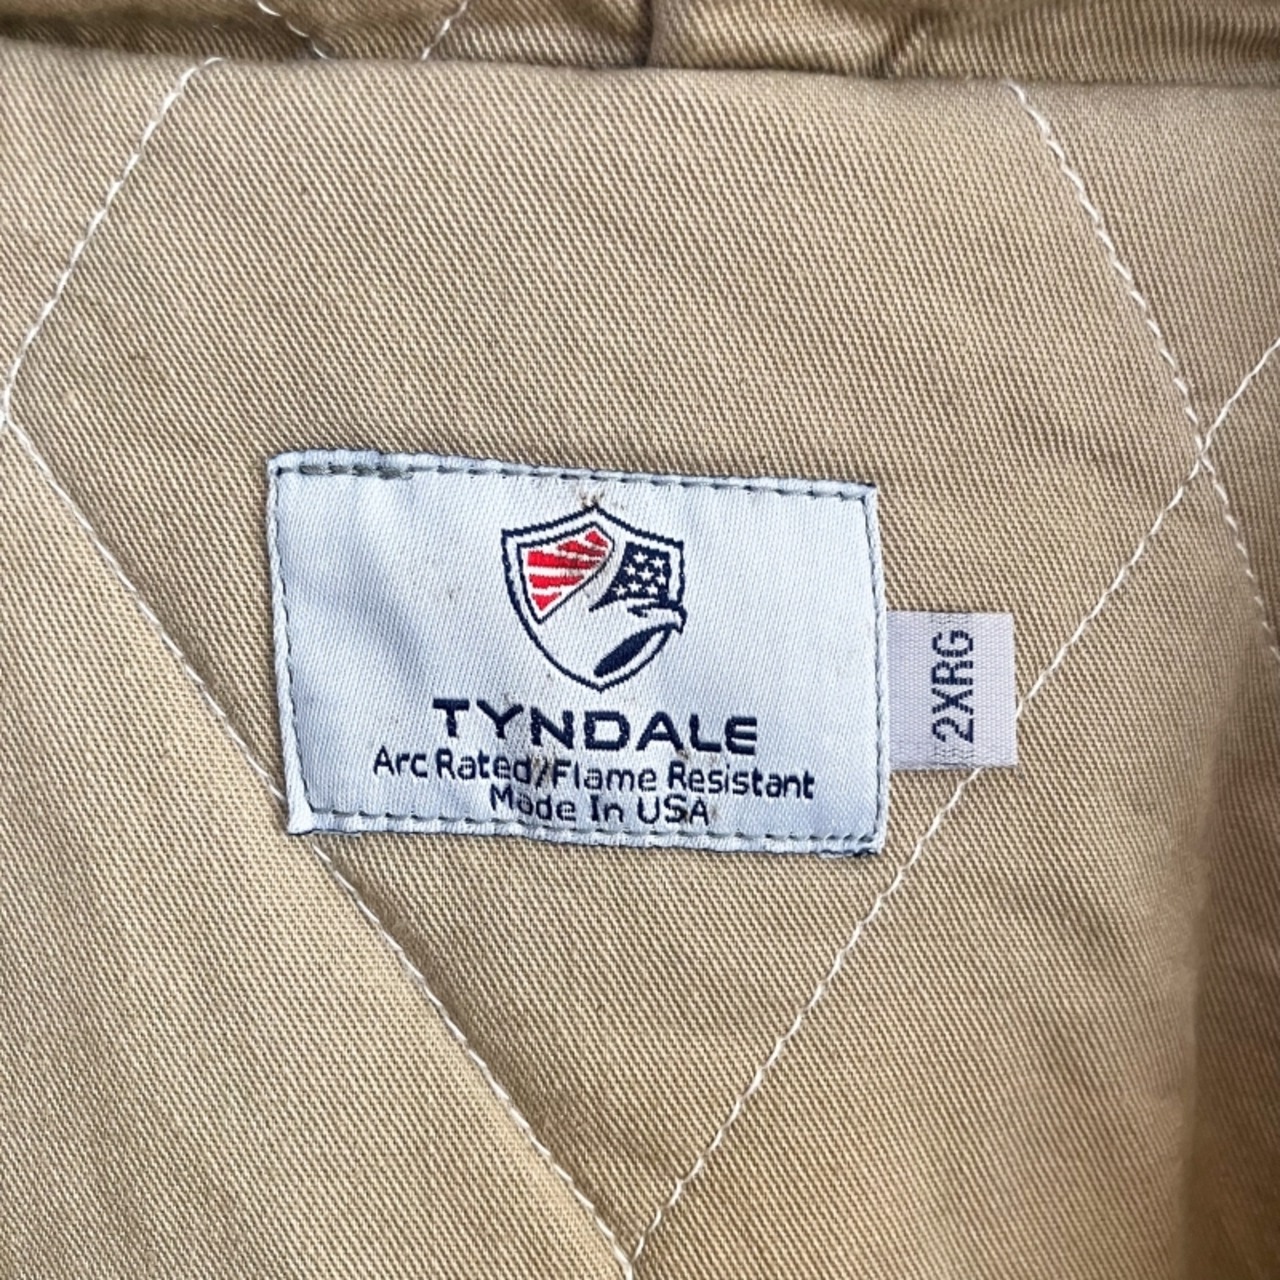 TYNDALE
Arc Rated/Flame Resistant
Made In USA
2XRG